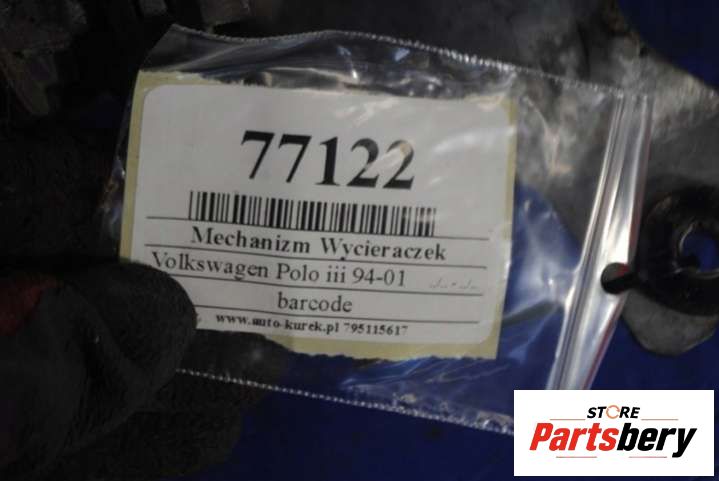 77122
Mechanizm Wycieraczek
Volkswagen Polo iii 94-01
barcode
www.auto-kurek.pl 795115617
STORE
Partsbery